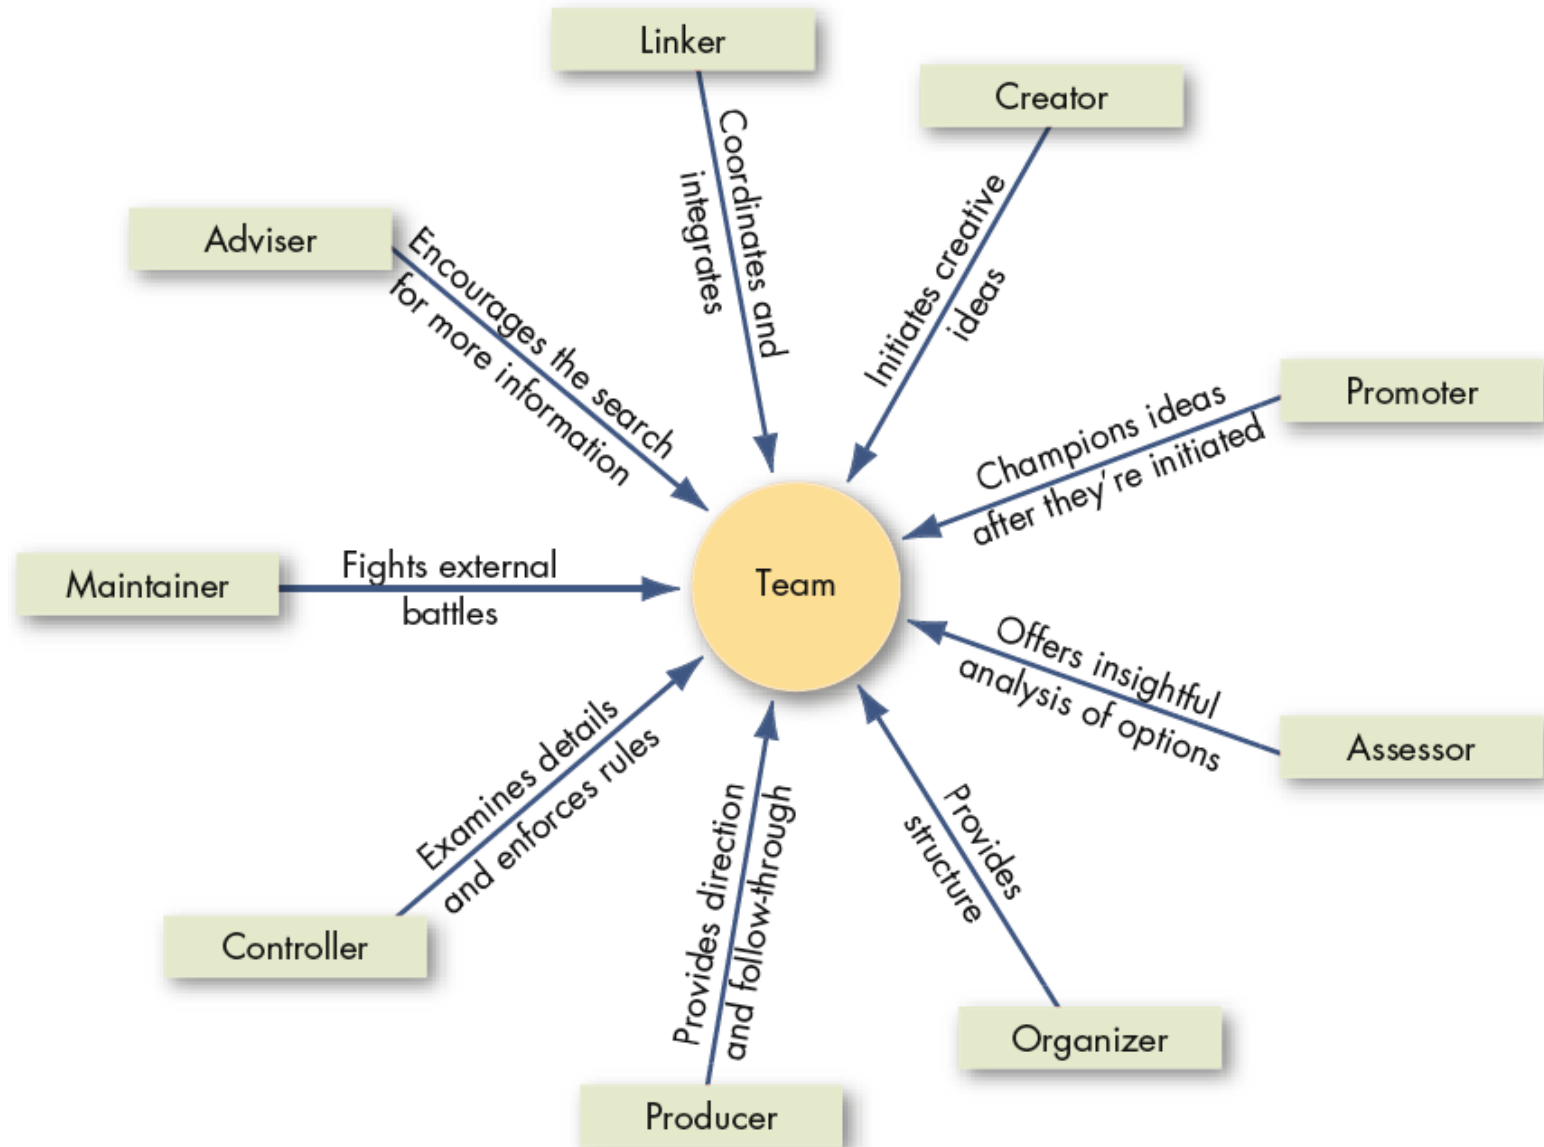 Linker
Coordinates and
integrates
Creator
Initiates creative
ideas
Promoter
Champions ideas
after they're initiated
Assessor
Offers insightful
analysis of options
Organizer
Provides
structure
Producer
Provides direction
and follow-through
Controller
Examines details
and enforces rules
Maintainer
Fights external
battles
Adviser
Encourages the search
for more information
Team